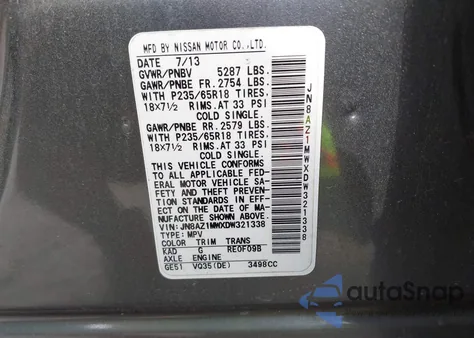 MFD BY NISSAN MOTOR CO.,LTD.
DATE 7/13
GVWR/PNBV 5287 LBS.
GAWR/PNBE FR. 2754 LBS.
WITH P235/65R18 TIRES.
18X7½ RIMS. AT 33 PSI
COLD SINGLE.
GAWR/PNBE RR. 2579 LBS.
WITH P235/65R18 TIRES.
18X7½ RIMS. AT 33 PSI
COLD SINGLE.
THIS VEHICLE CONFORMS
TO ALL APPLICABLE FED-
ERAL MOTOR VEHICLE SA-
FETY AND THEFT PREVEN-
TION STANDARDS IN EFF-
ECT ON THE DATE OF MA-
NUFACTURE SHOWN ABOVE.
VIN: JN8AZ1MWXDW321338
TYPE: MPV
COLOR TRIM TRANS
KAD G RE0F09B
AXLE ENGINE
GE51 VQ35(DE) 3498CC
JN8AZ1MWXDW321338
autoSnap